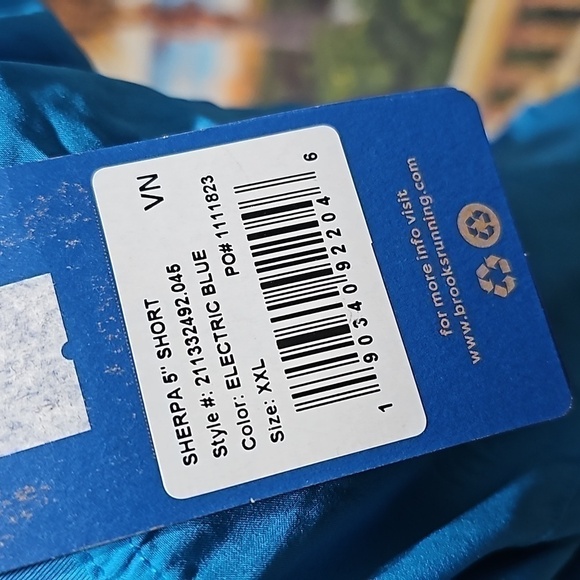 VN
SHERPA 5" SHORT
Style #: 211332492.045
Color: ELECTRIC BLUE
PO# 1111823
Size: XXL
1 90340 92204 6
for more info visit
www.brooksrunning.com